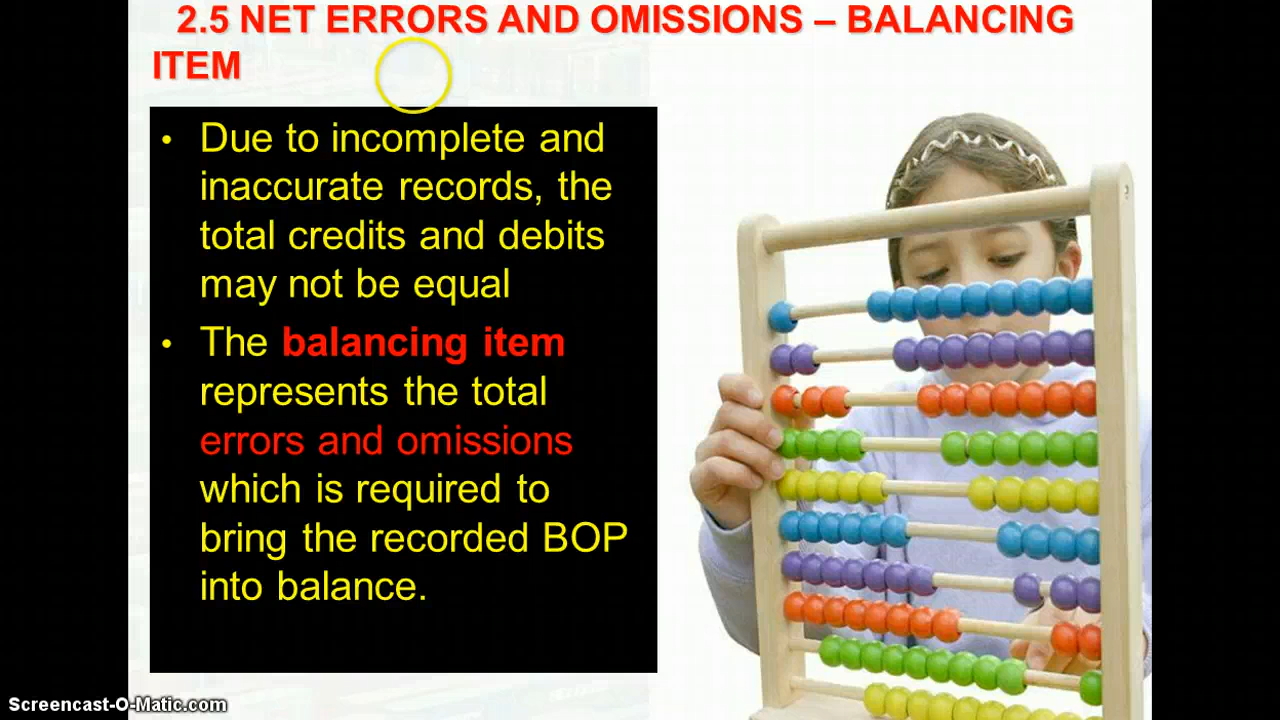 2.5 NET ERRORS AND OMISSIONS – BALANCING
ITEM
• Due to incomplete and
inaccurate records, the
total credits and debits
may not be equal
• The balancing item
represents the total
errors and omissions
which is required to
bring the recorded BOP
into balance.
Screencast-O-Matic.com